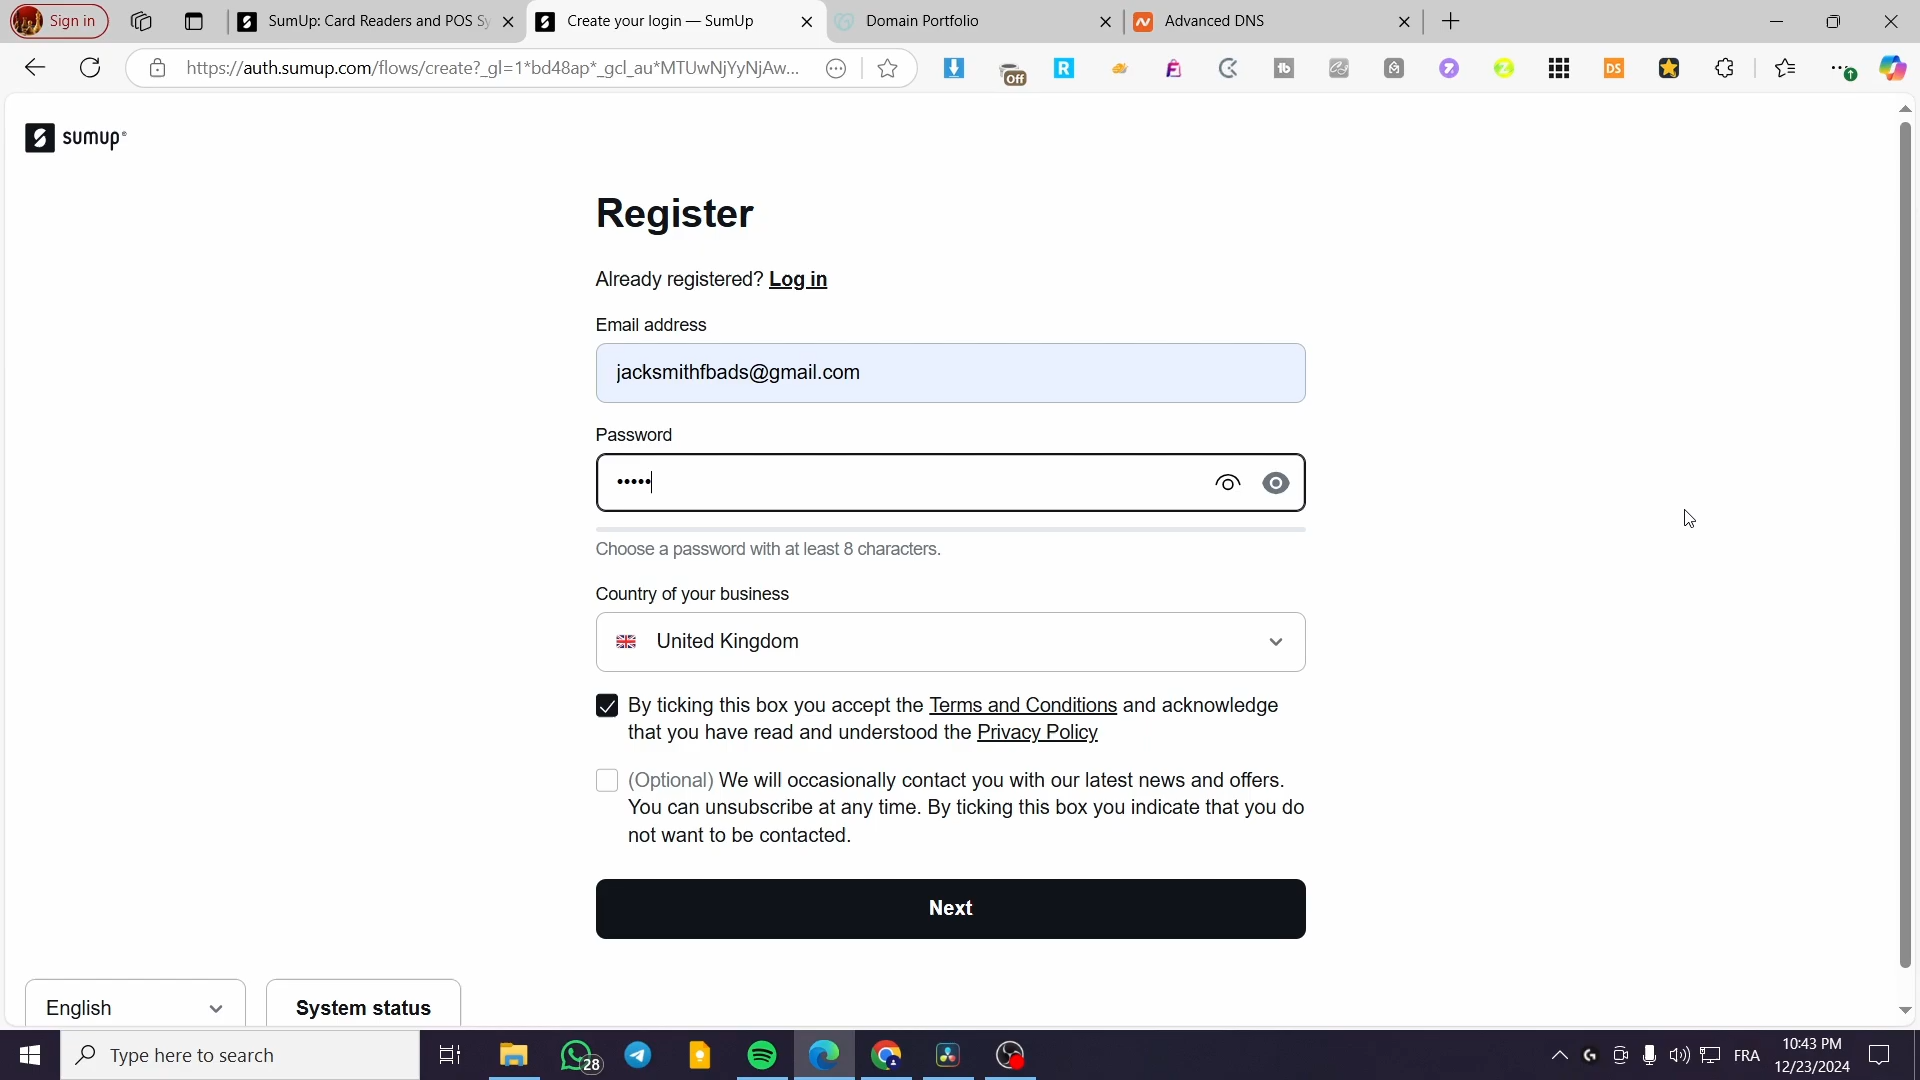 Sign in
SumUp: Card Readers and POS Sy
Create your login — SumUp
Domain Portfolio
Advanced DNS
https://auth.sumup.com/flows/create?_gl=1*bd48ap*_gcl_au*MTUwNjYyNjAw...
Off
R
DS
sumup®
Register
Already registered? Log in
Email address
jacksmithfbads@gmail.com
Password
•••••
Choose a password with at least 8 characters.
Country of your business
United Kingdom
By ticking this box you accept the Terms and Conditions and acknowledge
that you have read and understood the Privacy Policy
(Optional) We will occasionally contact you with our latest news and offers.
You can unsubscribe at any time. By ticking this box you indicate that you do
not want to be contacted.
Next
English
System status
Type here to search
28
FRA
10:43 PM
12/23/2024